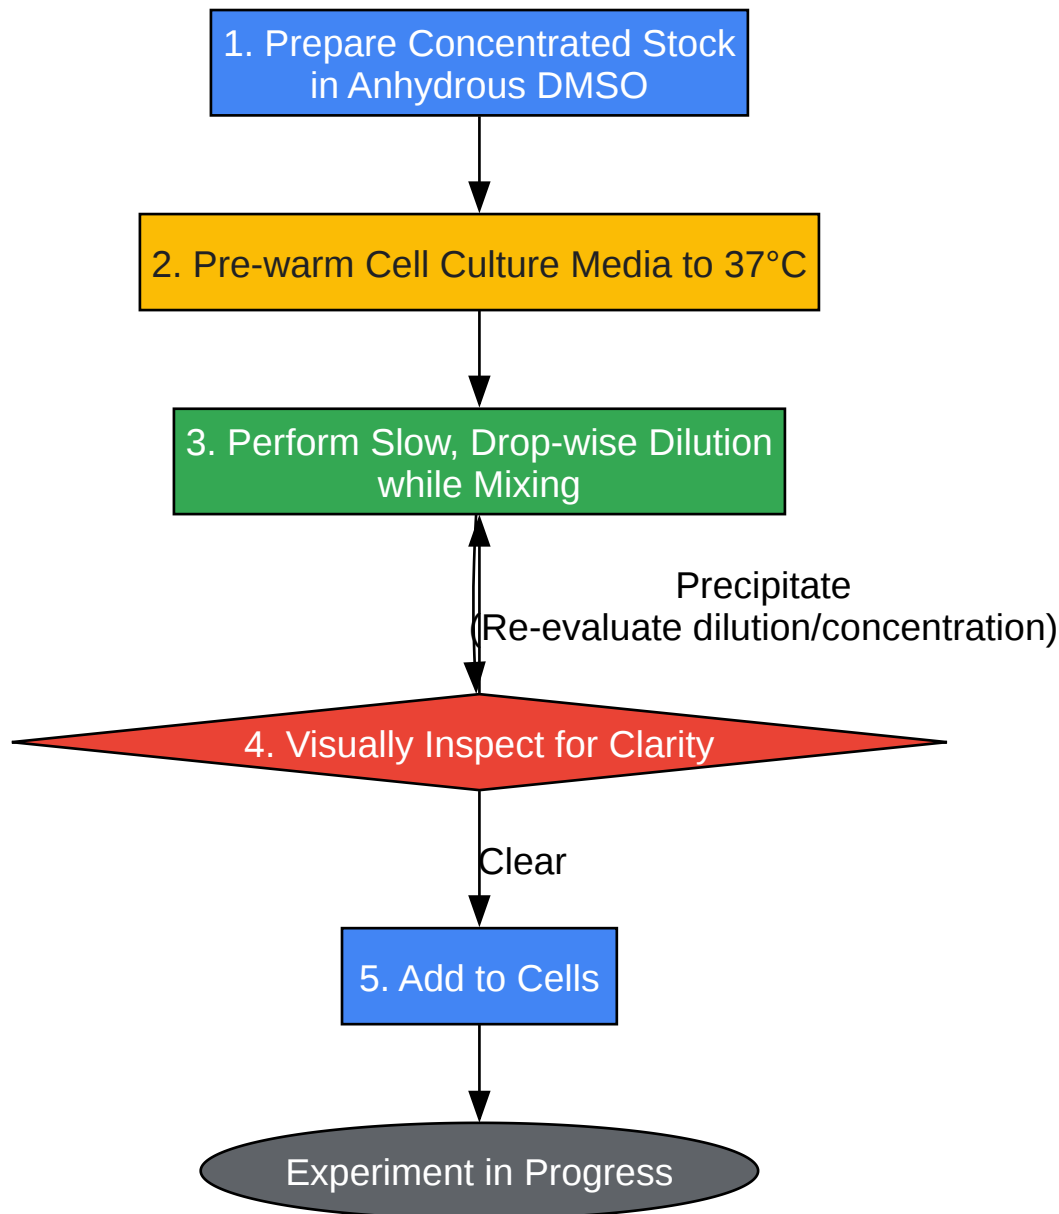 1. Prepare Concentrated Stock
in Anhydrous DMSO
2. Pre-warm Cell Culture Media to 37°C
3. Perform Slow, Drop-wise Dilution
while Mixing
Precipitate
(Re-evaluate dilution/concentration)
4. Visually Inspect for Clarity
Clear
5. Add to Cells
Experiment in Progress